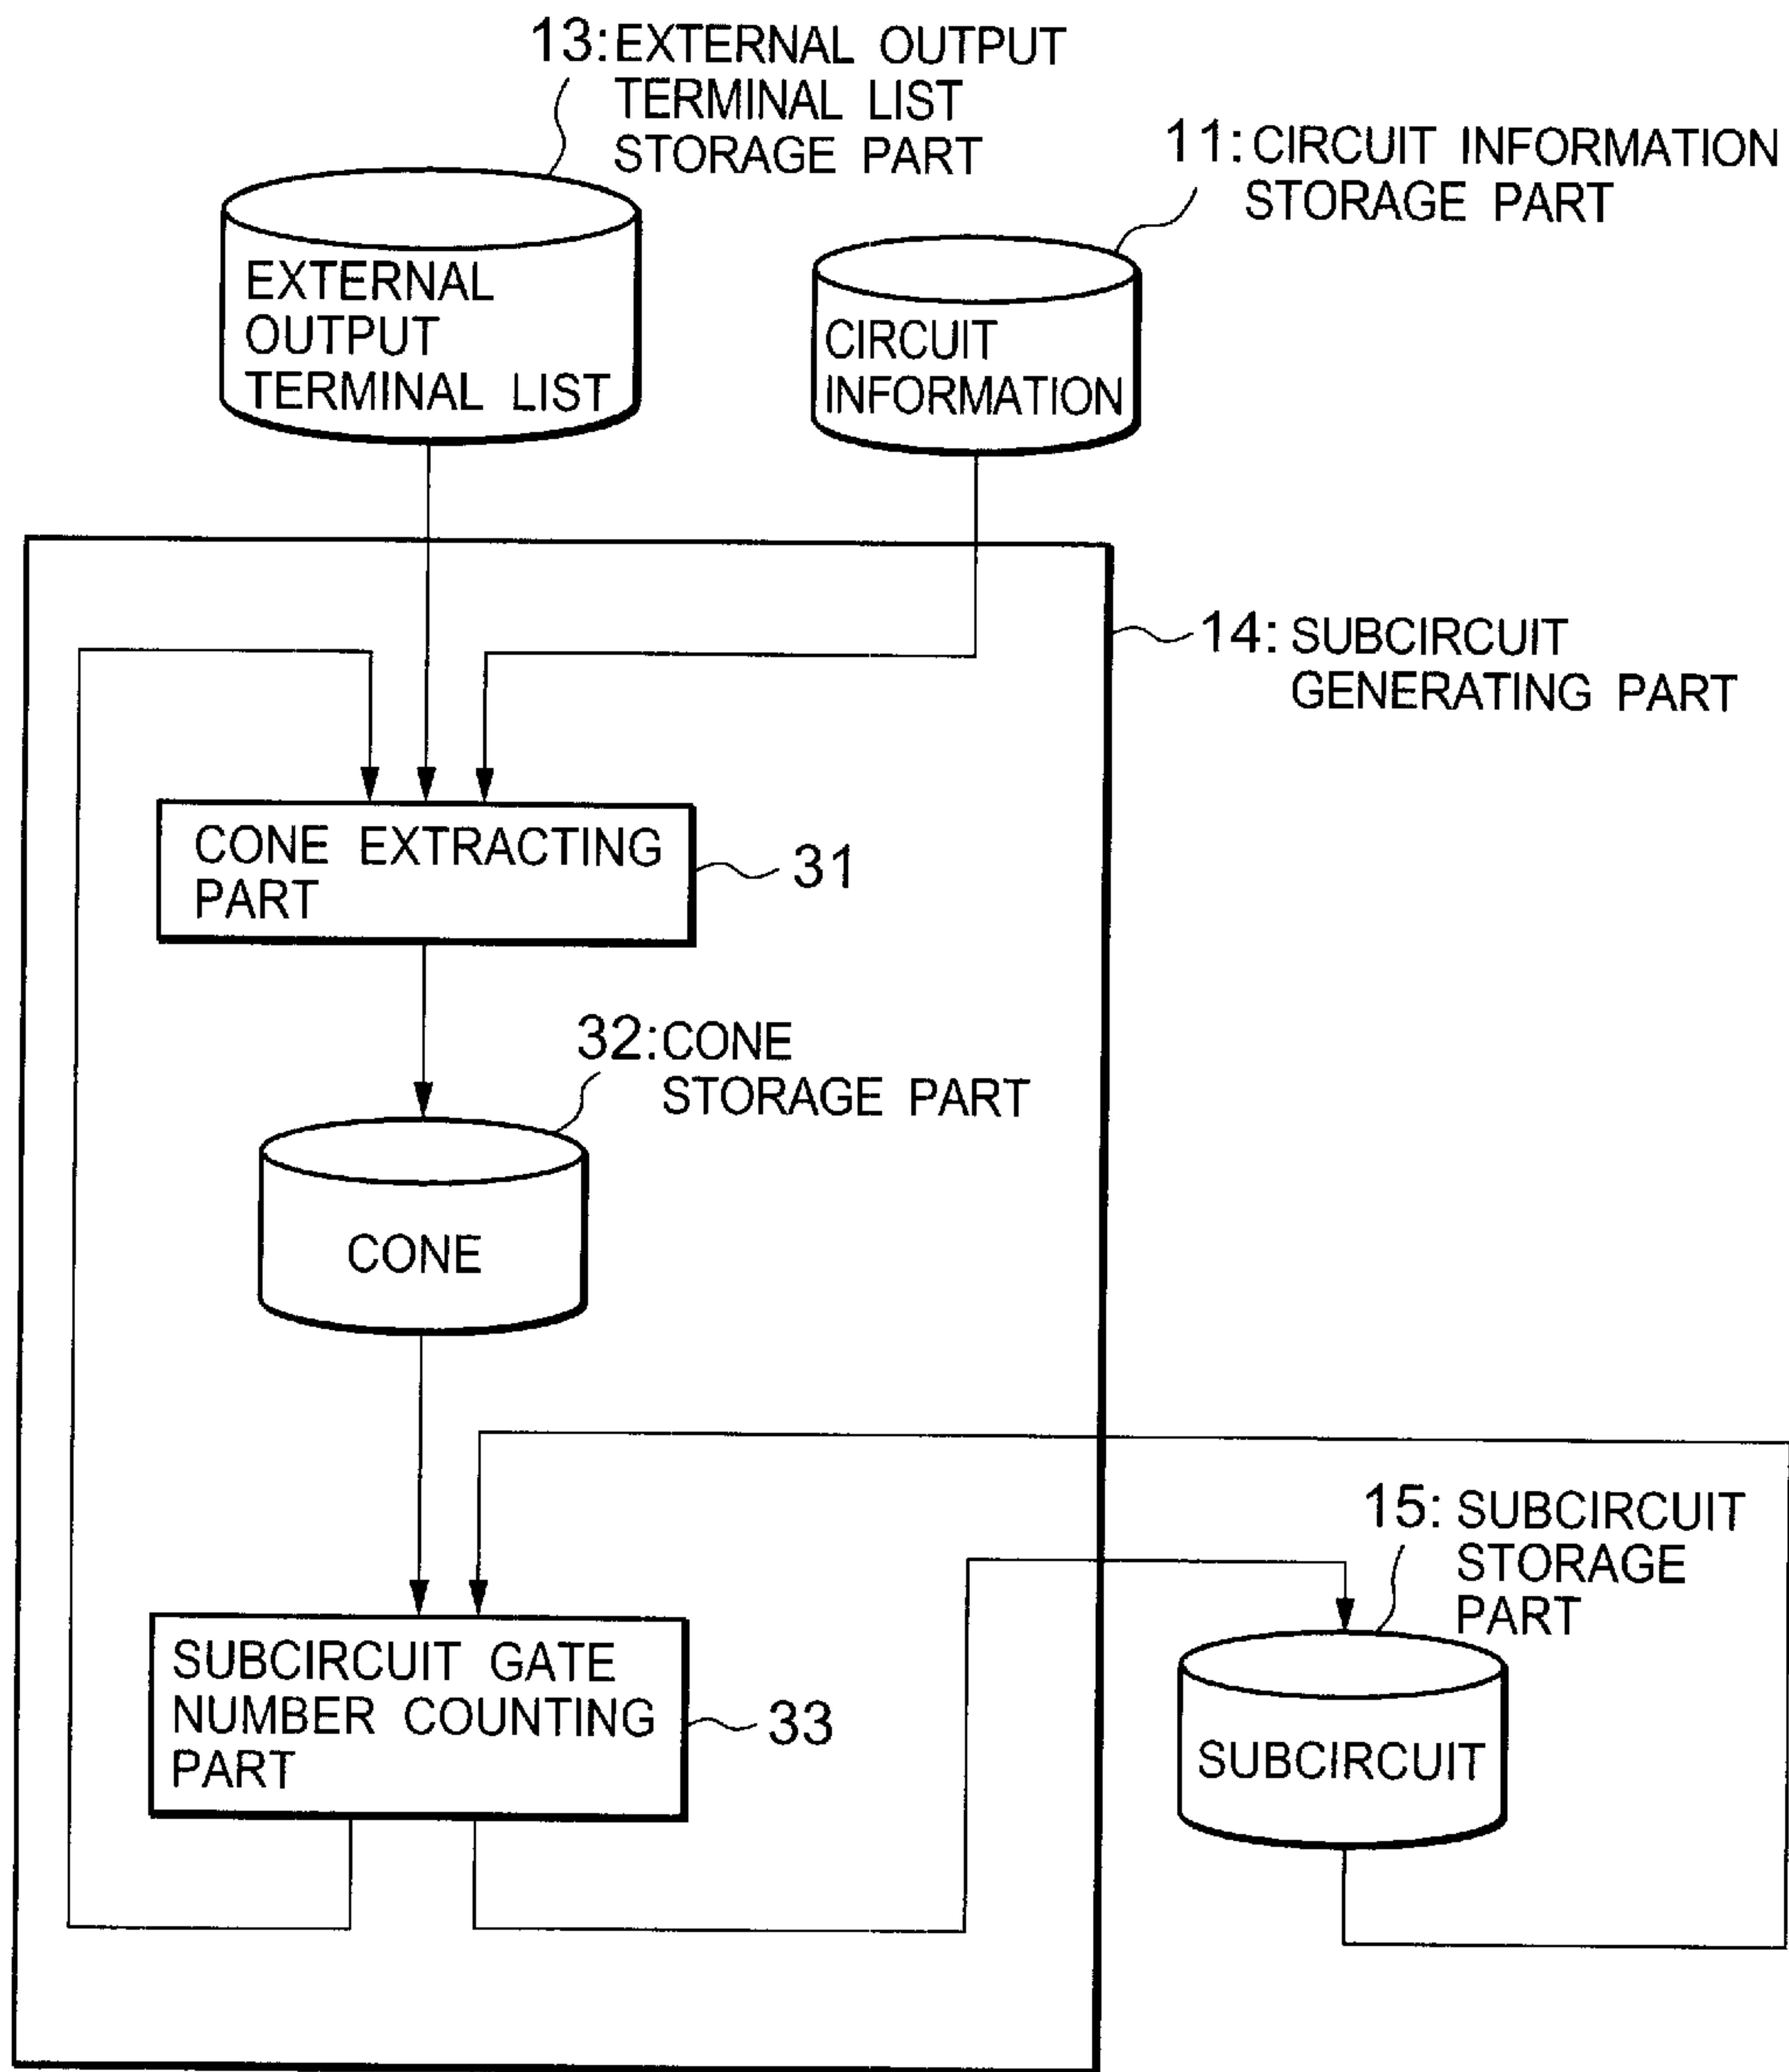 13: EXTERNAL OUTPUT
TERMINAL LIST
STORAGE PART
11: CIRCUIT INFORMATION
STORAGE PART
EXTERNAL
OUTPUT
TERMINAL LIST
CIRCUIT
INFORMATION
14: SUBCIRCUIT
GENERATING PART
CONE EXTRACTING
PART
31
32: CONE
STORAGE PART
CONE
15: SUBCIRCUIT
STORAGE
PART
SUBCIRCUIT GATE
NUMBER COUNTING
PART
33
SUBCIRCUIT